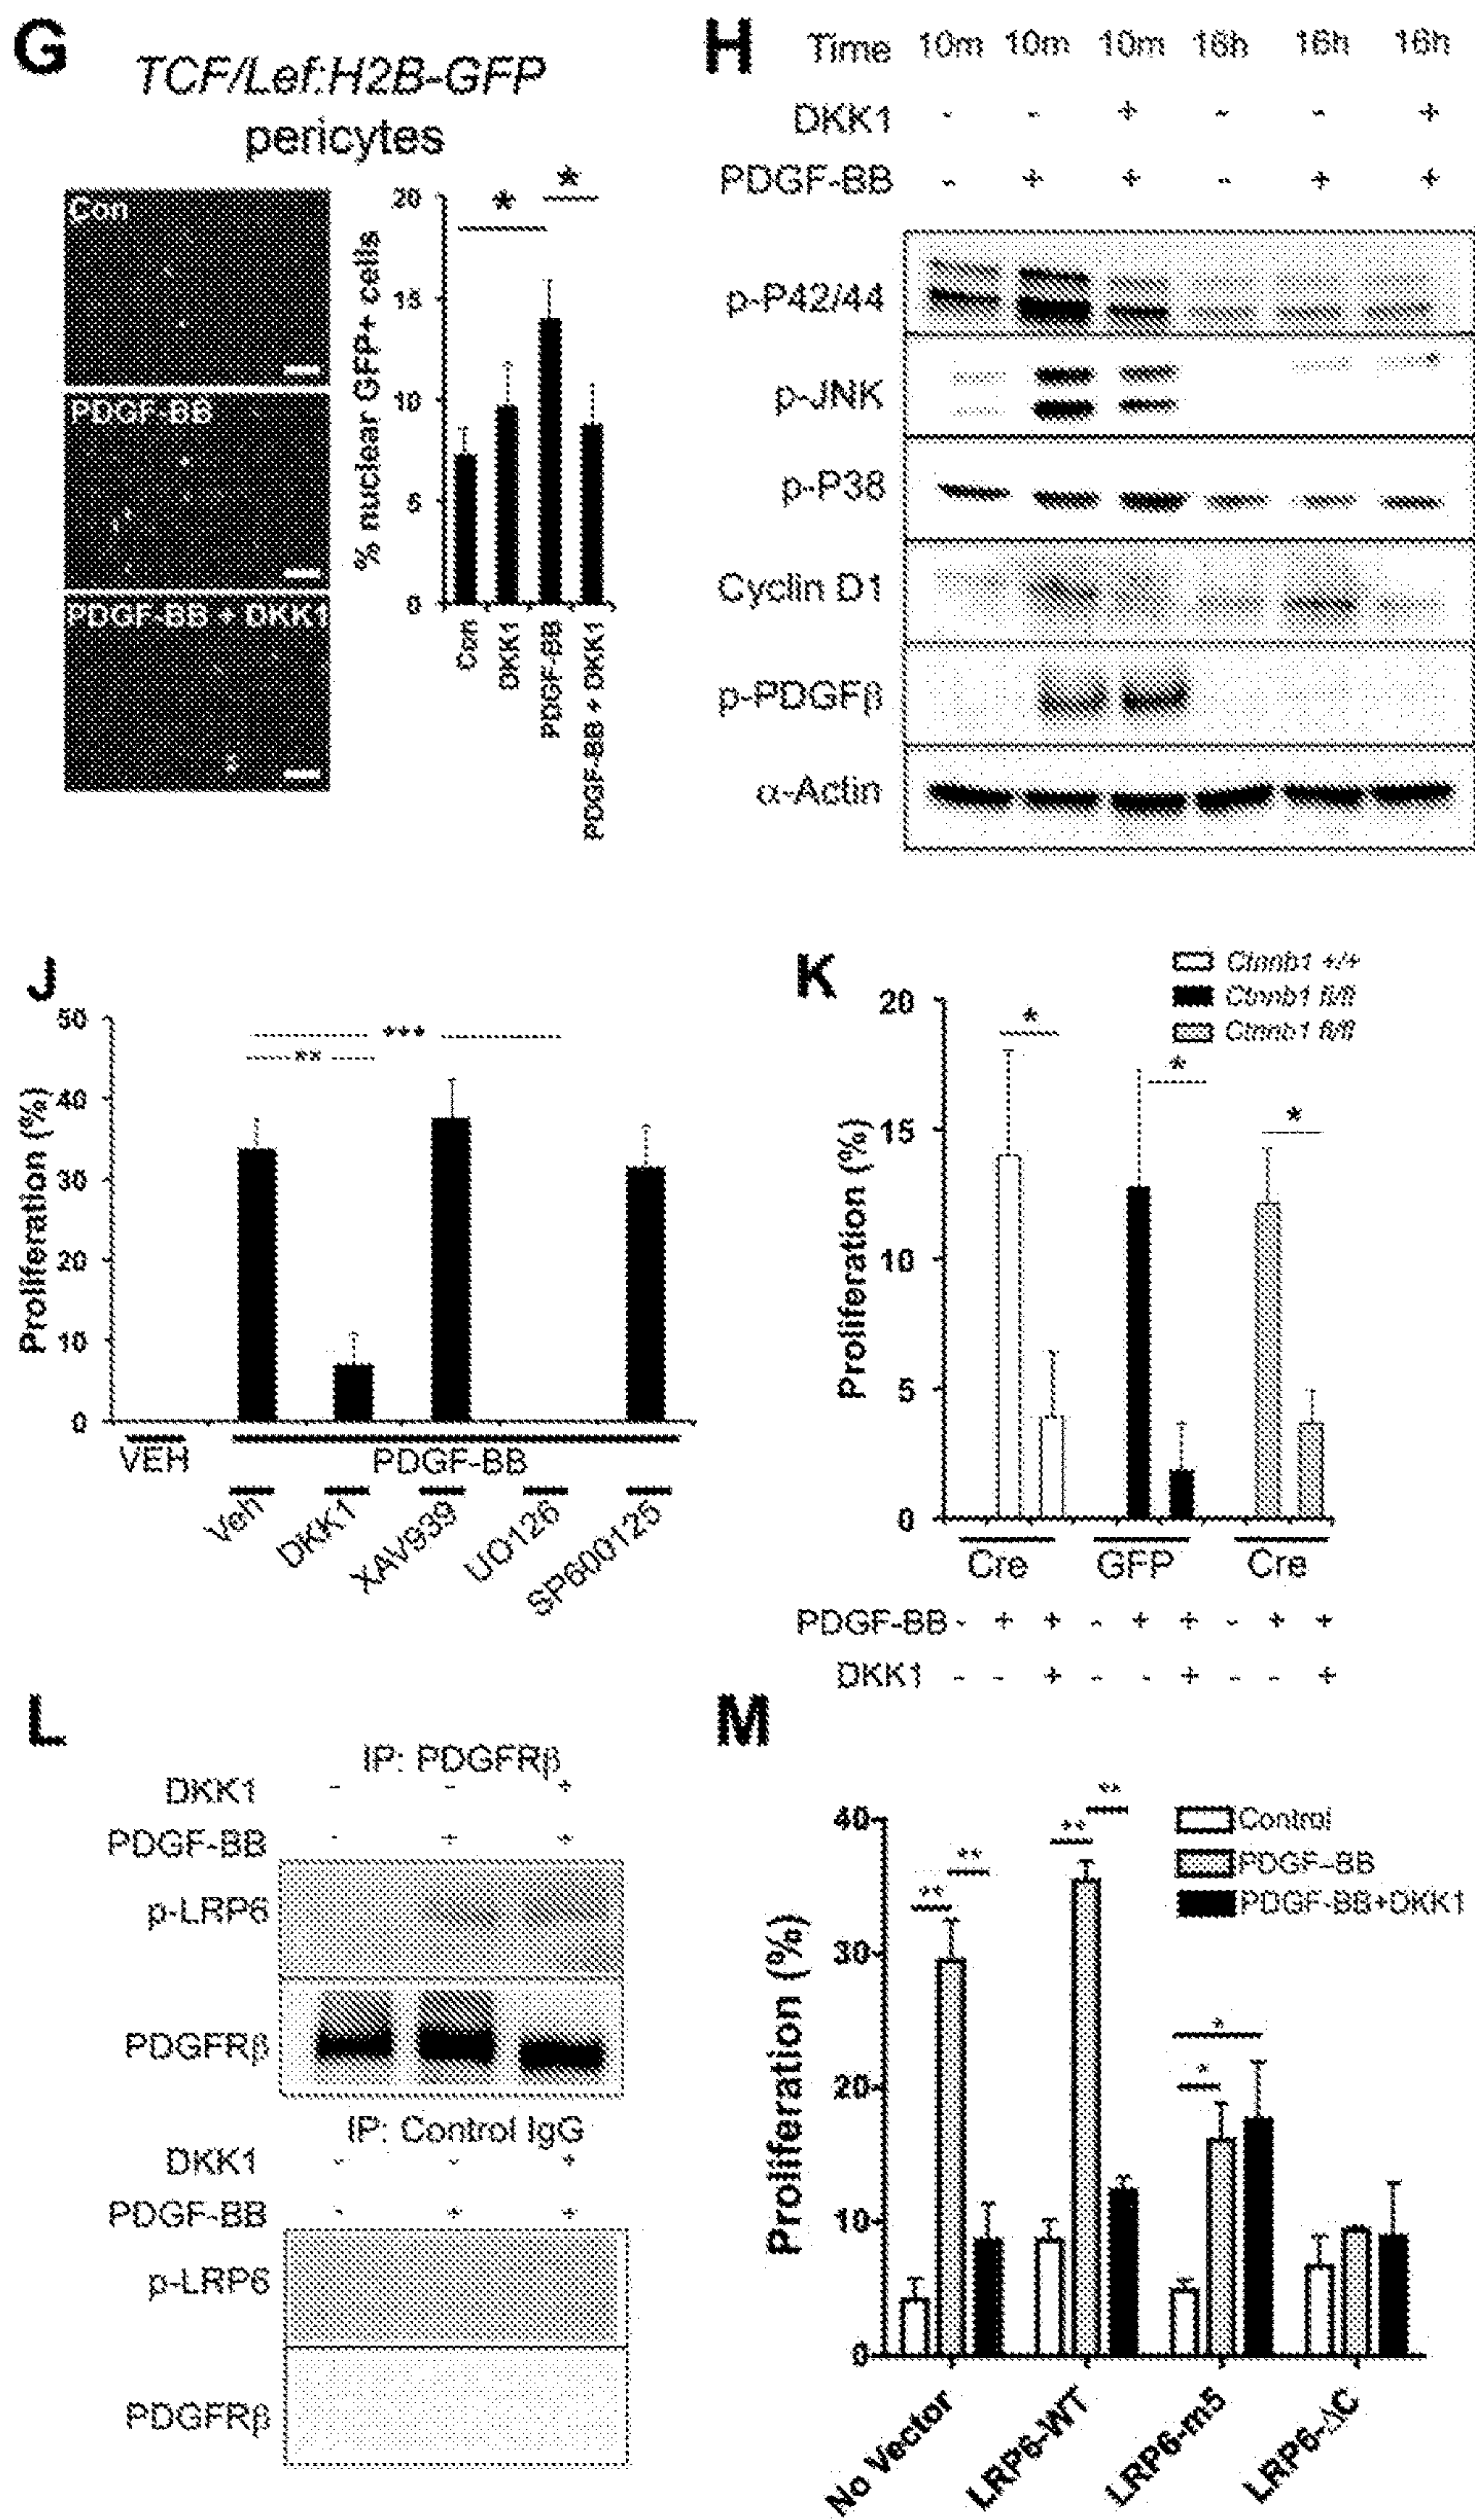 G
TCF/Lef:H2B-GFP
pericytes
Con
PDGF-BB
PDGF-BB + DKK1
% nuclear GFP+ cells
20
15
10
5
0
*
*
Con
DKK1
PDGF-BB
PDGF-BB + DKK1
H
Time 10m 10m 10m 16h 16h 16h
DKK1 - - + - - +
PDGF-BB - + + - + +
p-P42/44
p-JNK
p-P38
Cyclin D1
p-PDGFβ
α-Actin
J
Proliferation (%)
50
40
30
20
10
0
***
**
VEH
PDGF-BB
Veh
DKK1
XAV939
UO126
SP600125
K
Ctnnb1 +/+
Ctnnb1 fl/fl
Ctnnb1 fl/fl
Proliferation (%)
20
15
10
5
0
*
*
*
Cre GFP Cre
PDGF-BB - + + - + + - + +
DKK1 - - + - - + - - +
L
IP: PDGFRβ
DKK1 - - +
PDGF-BB - + +
p-LRP6
PDGFRβ
IP: Control IgG
DKK1 - - +
PDGF-BB - + +
p-LRP6
PDGFRβ
M
Control
PDGF-BB
PDGF-BB+DKK1
Proliferation (%)
40
30
20
10
0
** **
** **
*
*
No Vector
LRP6-WT
LRP6-m5
LRP6-ΔC